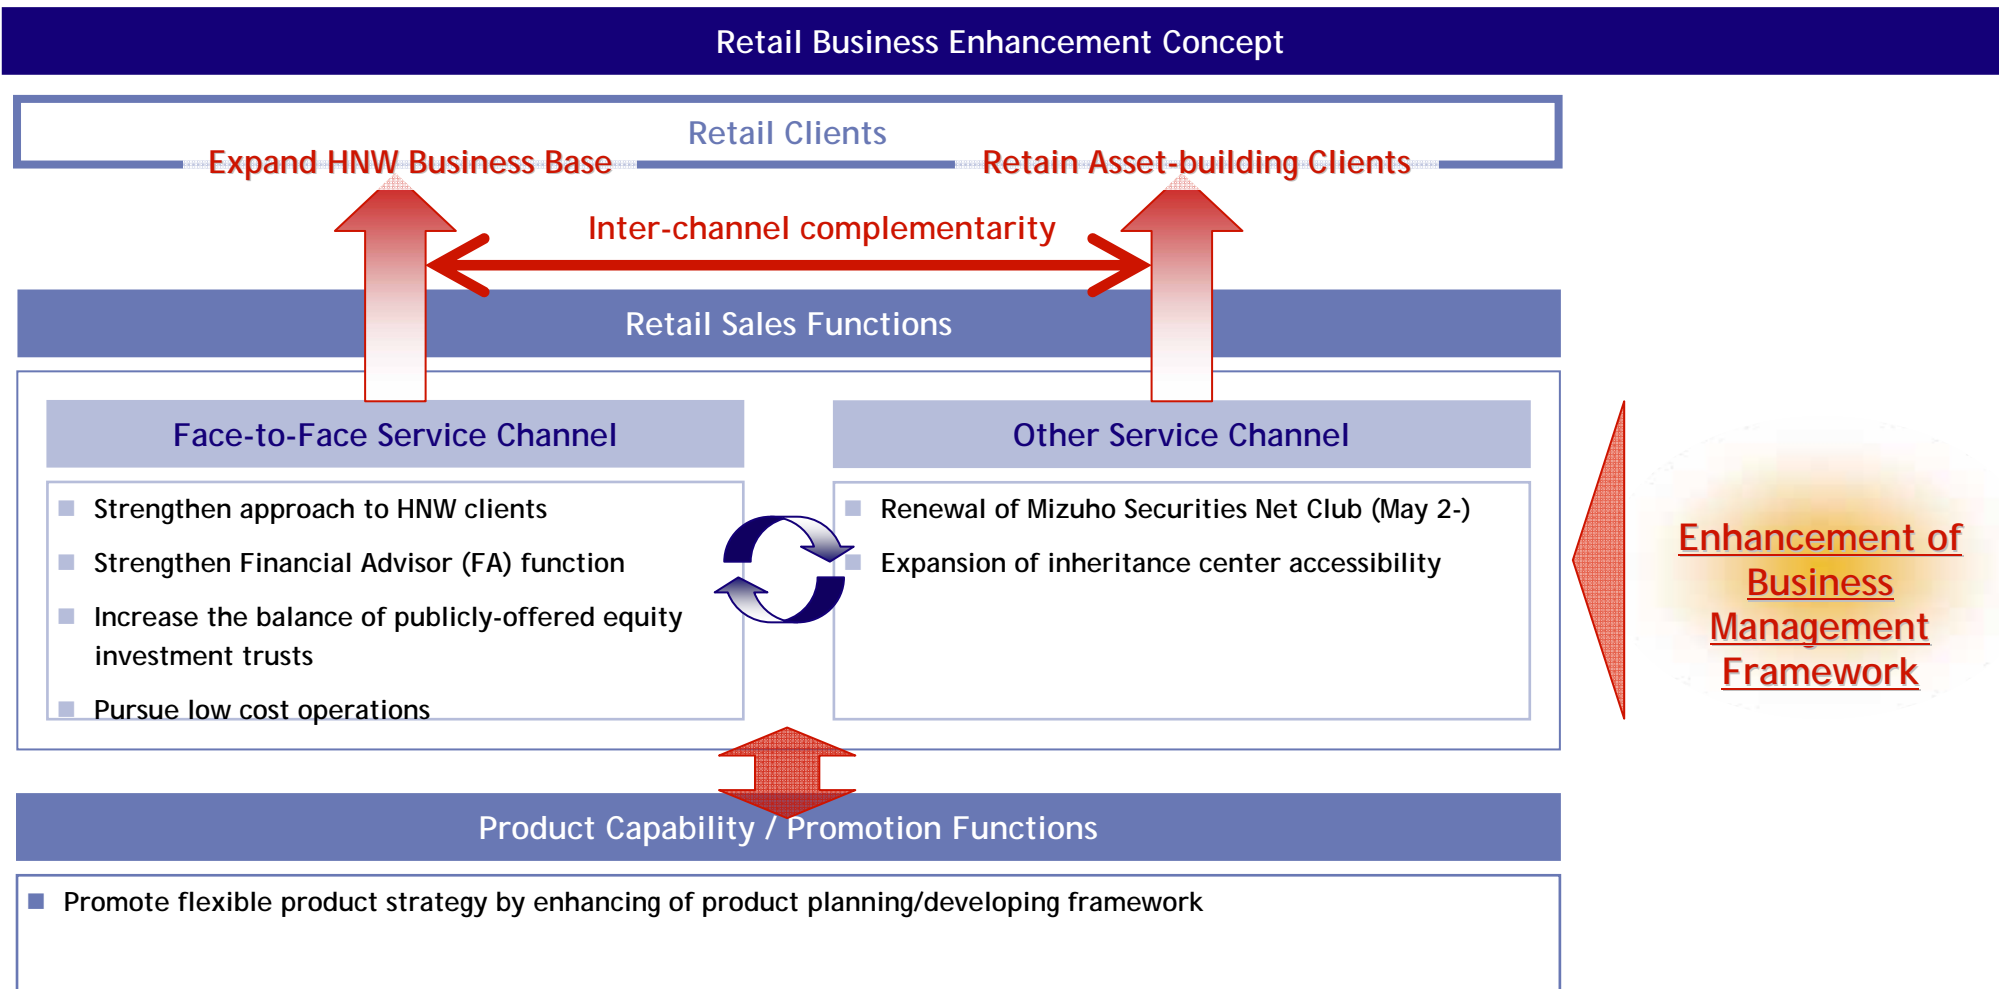 Retail Business Enhancement Concept
Retail Clients
Expand HNW Business Base
Retain Asset-building Clients
Inter-channel complementarity
Retail Sales Functions
Face-to-Face Service Channel
Strengthen approach to HNW clients
Strengthen Financial Advisor (FA) function
Increase the balance of publicly-offered equity
investment trusts
Pursue low cost operations
Other Service Channel
Renewal of Mizuho Securities Net Club (May 2-)
Expansion of inheritance center accessibility
Enhancement of
Business
Management
Framework
Product Capability / Promotion Functions
Promote flexible product strategy by enhancing of product planning/developing framework